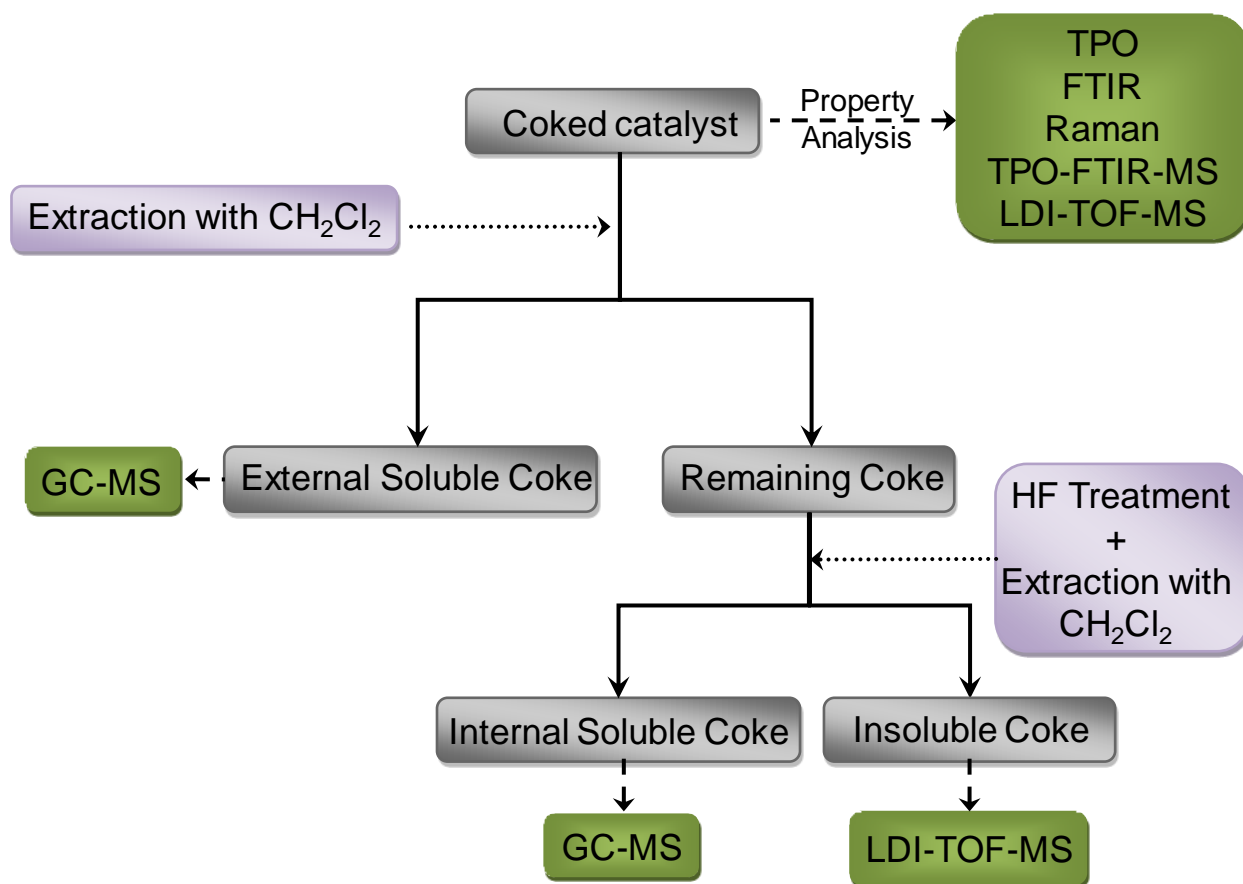 TPO
FTIR
Raman
TPO-FTIR-MS
LDI-TOF-MS
Coked catalyst
Property
Analysis
Extraction with CH₂Cl₂
GC-MS
External Soluble Coke
Remaining Coke
HF Treatment
+
Extraction with
CH₂Cl₂
Internal Soluble Coke
Insoluble Coke
GC-MS
LDI-TOF-MS